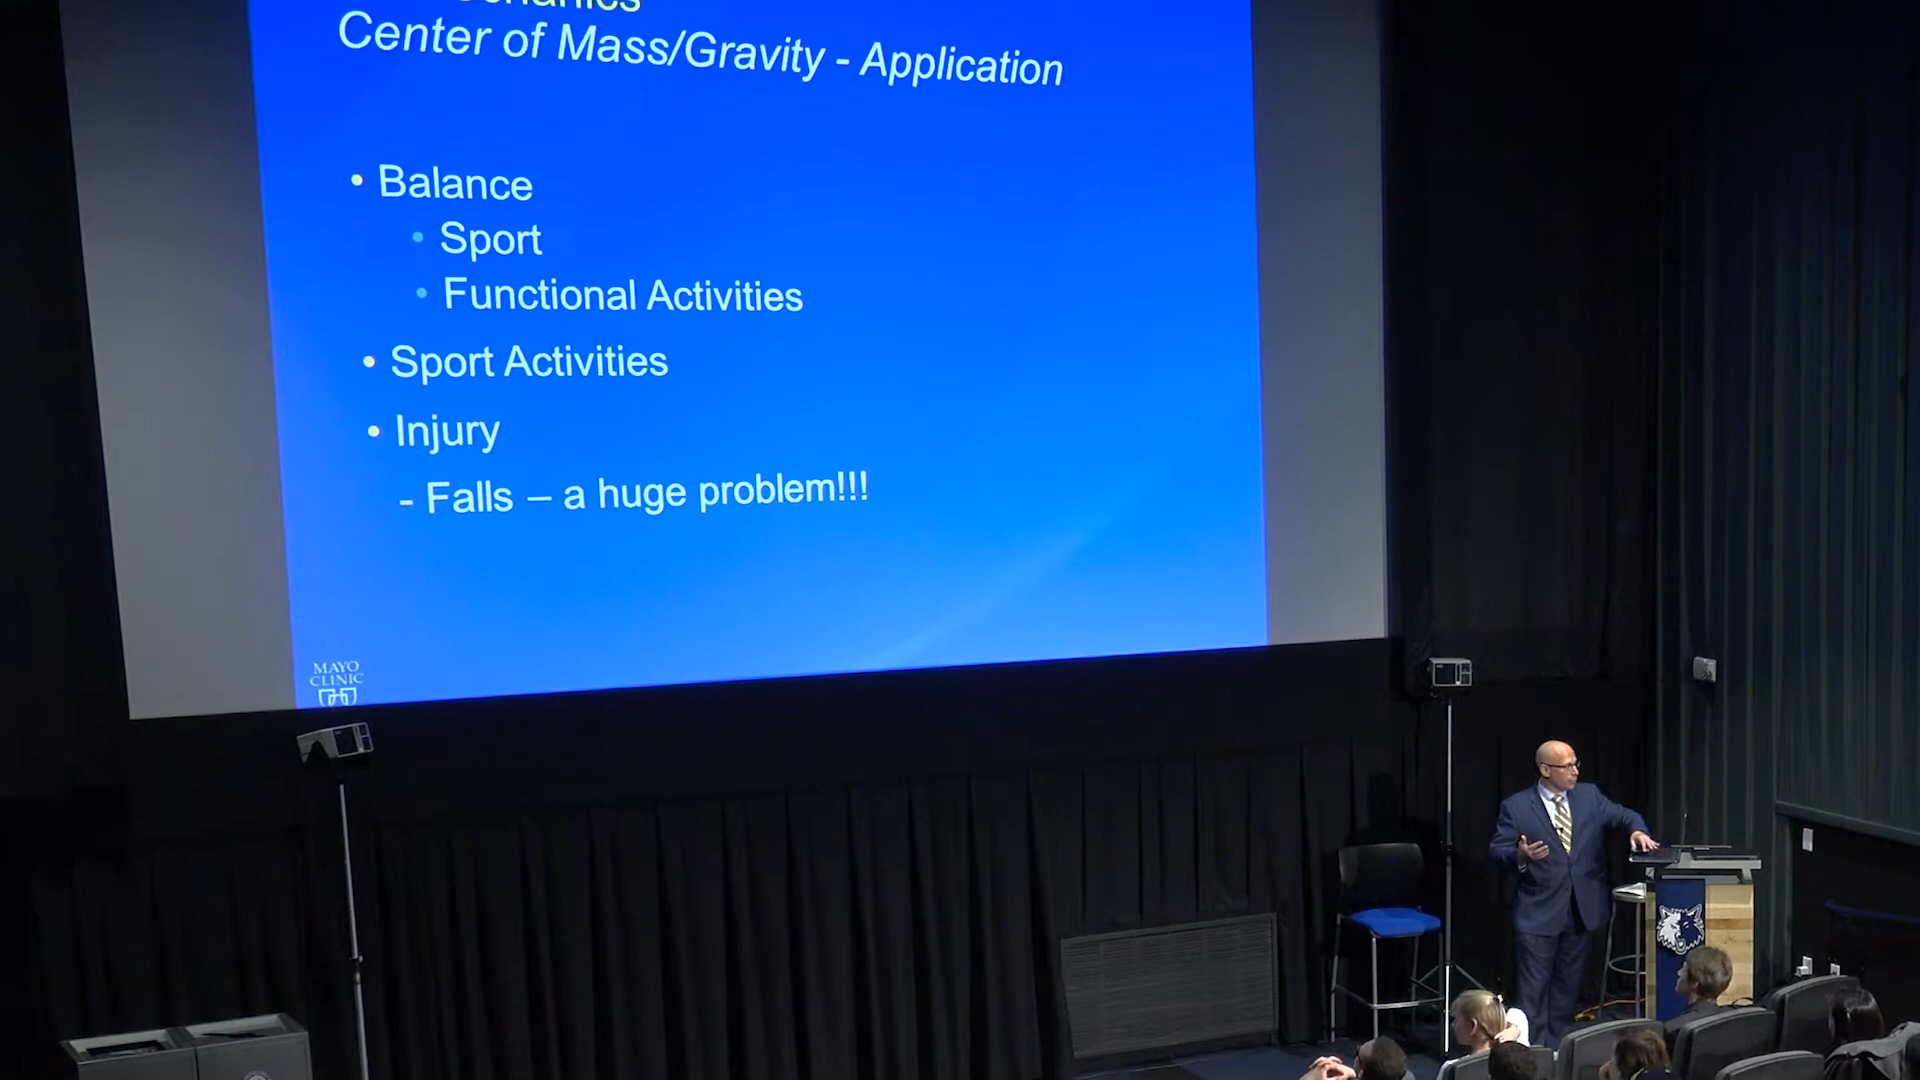 Center of Mass/Gravity - Application
• Balance
• Sport
• Functional Activities
• Sport Activities
• Injury
- Falls – a huge problem!!!
MAYO
CLINIC